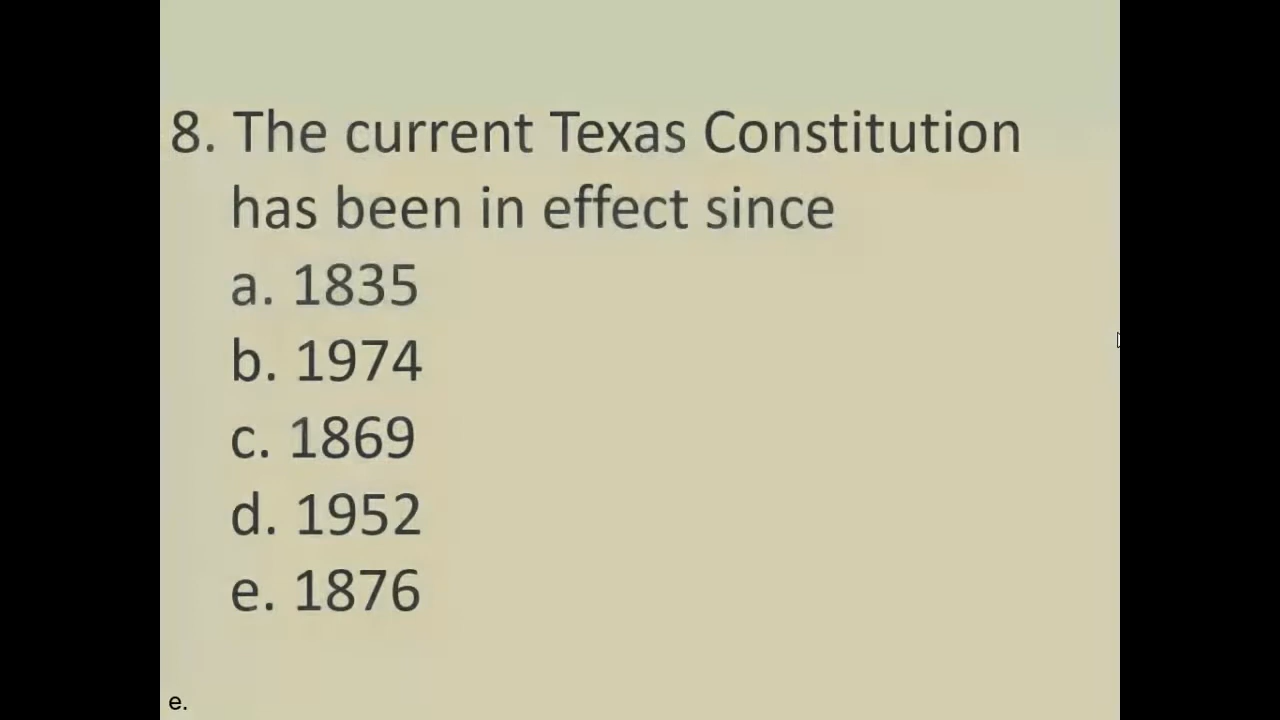 8. The current Texas Constitution
has been in effect since
a. 1835
b. 1974
c. 1869
d. 1952
e. 1876
e.